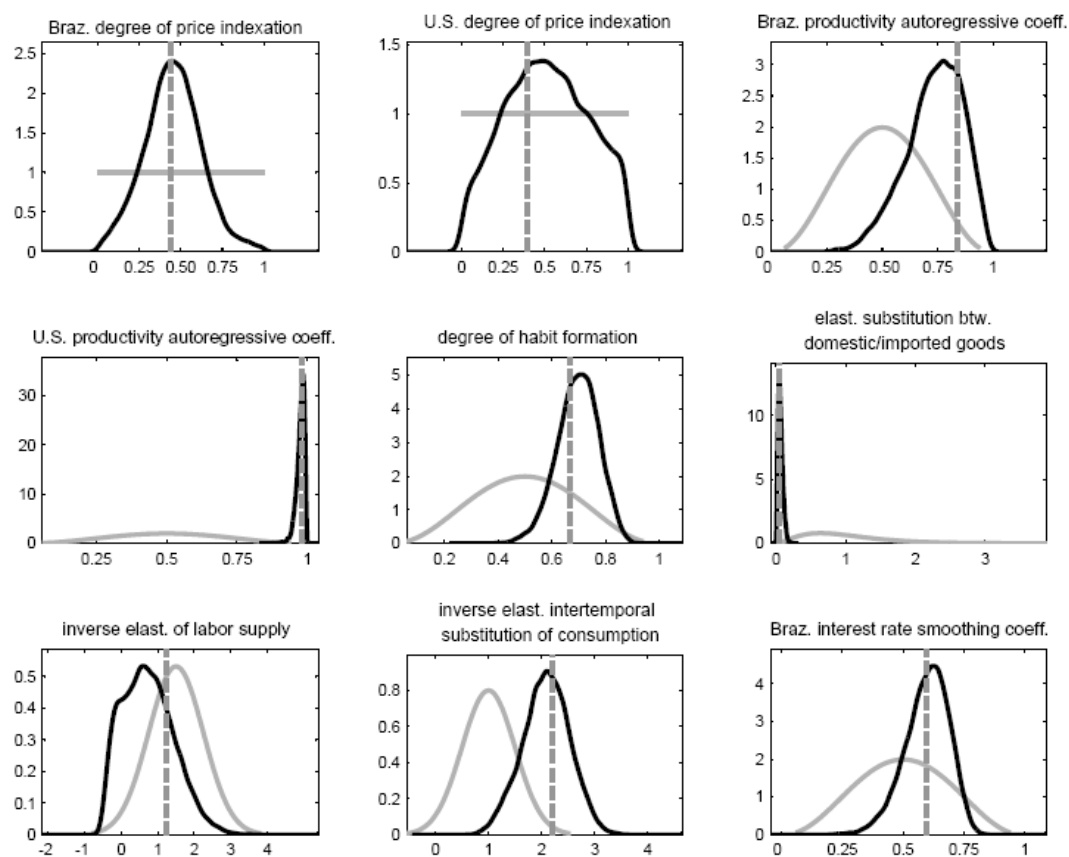 Braz. degree of price indexation
2.5
2
1.5
1
0.5
0
0 0.25 0.50 0.75 1
U.S. degree of price indexation
1.5
1
0.5
0
0 0.25 0.5 0.75 1
Braz. productivity autoregressive coeff.
3
2.5
2
1.5
1
0.5
0
0 0.25 0.50 0.75 1
U.S. productivity autoregressive coeff.
30
20
10
0
0.25 0.5 0.75 1
degree of habit formation
5
4
3
2
1
0
0.2 0.4 0.6 0.8 1
elast. substitution btw.
domestic/imported goods
10
5
0
0 1 2 3
inverse elast. of labor supply
0.5
0.4
0.3
0.2
0.1
0
-2 -1 0 1 2 3 4
inverse elast. intertemporal
substitution of consumption
0.8
0.6
0.4
0.2
0
0 1 2 3 4
Braz. interest rate smoothing coeff.
4
3
2
1
0
0 0.25 0.5 0.75 1